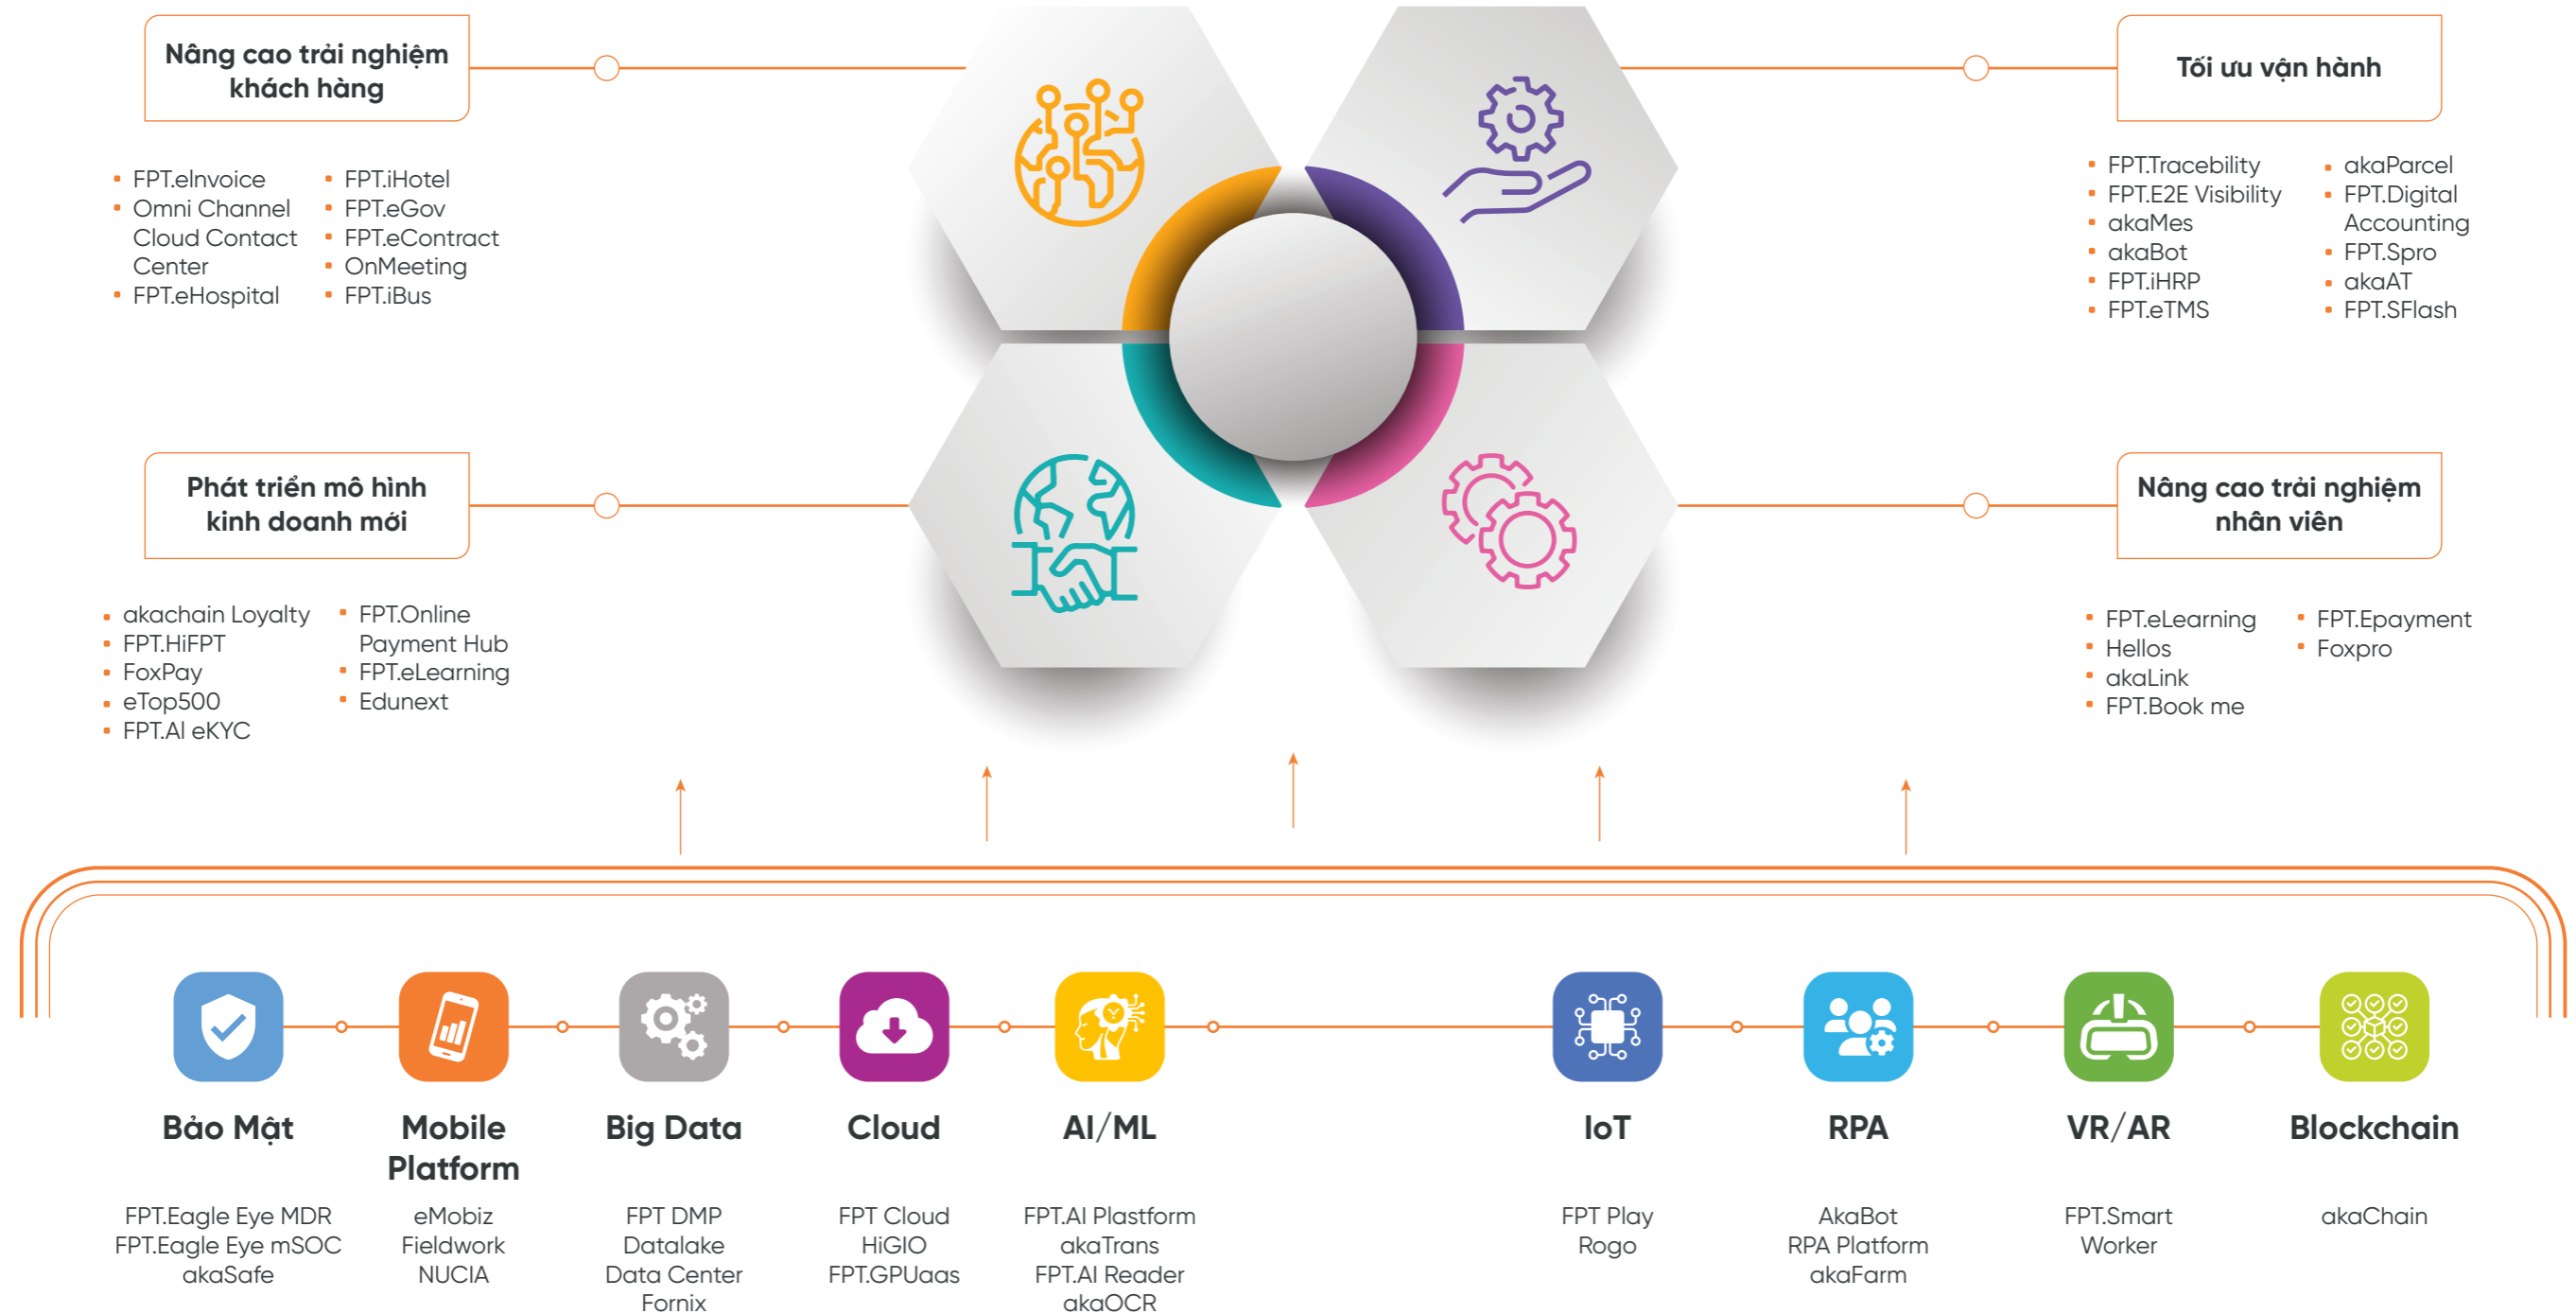 Nâng cao trải nghiệm
khách hàng
FPT.eInvoice
Omni Channel
Cloud Contact
Center
FPT.eHospital
FPT.iHotel
FPT.eGov
FPT.eContract
OnMeeting
FPT.iBus
Tối ưu vận hành
FPT.Tracebility
FPT.E2E Visibility
akaMes
akaBot
FPT.iHRP
FPT.eTMS
akaParcel
FPT.Digital
Accounting
FPT.Spro
akaAT
FPT.SFlash
Phát triển mô hình
kinh doanh mới
akachain Loyalty
FPT.HiFPT
FoxPay
eTop500
FPT.AI eKYC
FPT.Online
Payment Hub
FPT.eLearning
Edunext
Nâng cao trải nghiệm
nhân viên
FPT.eLearning
Hellos
akaLink
FPT.Book me
FPT.Epayment
Foxpro
Bảo Mật
FPT.Eagle Eye MDR
FPT.Eagle Eye mSOC
akaSafe
Mobile
Platform
eMobiz
Fieldwork
NUCIA
Big Data
FPT DMP
Datalake
Data Center
Fornix
Cloud
FPT Cloud
HiGIO
FPT.GPUaas
AI/ML
FPT.AI Plastform
akaTrans
FPT.AI Reader
akaOCR
IoT
FPT Play
Rogo
RPA
AkaBot
RPA Platform
akaFarm
VR/AR
FPT.Smart
Worker
Blockchain
akaChain